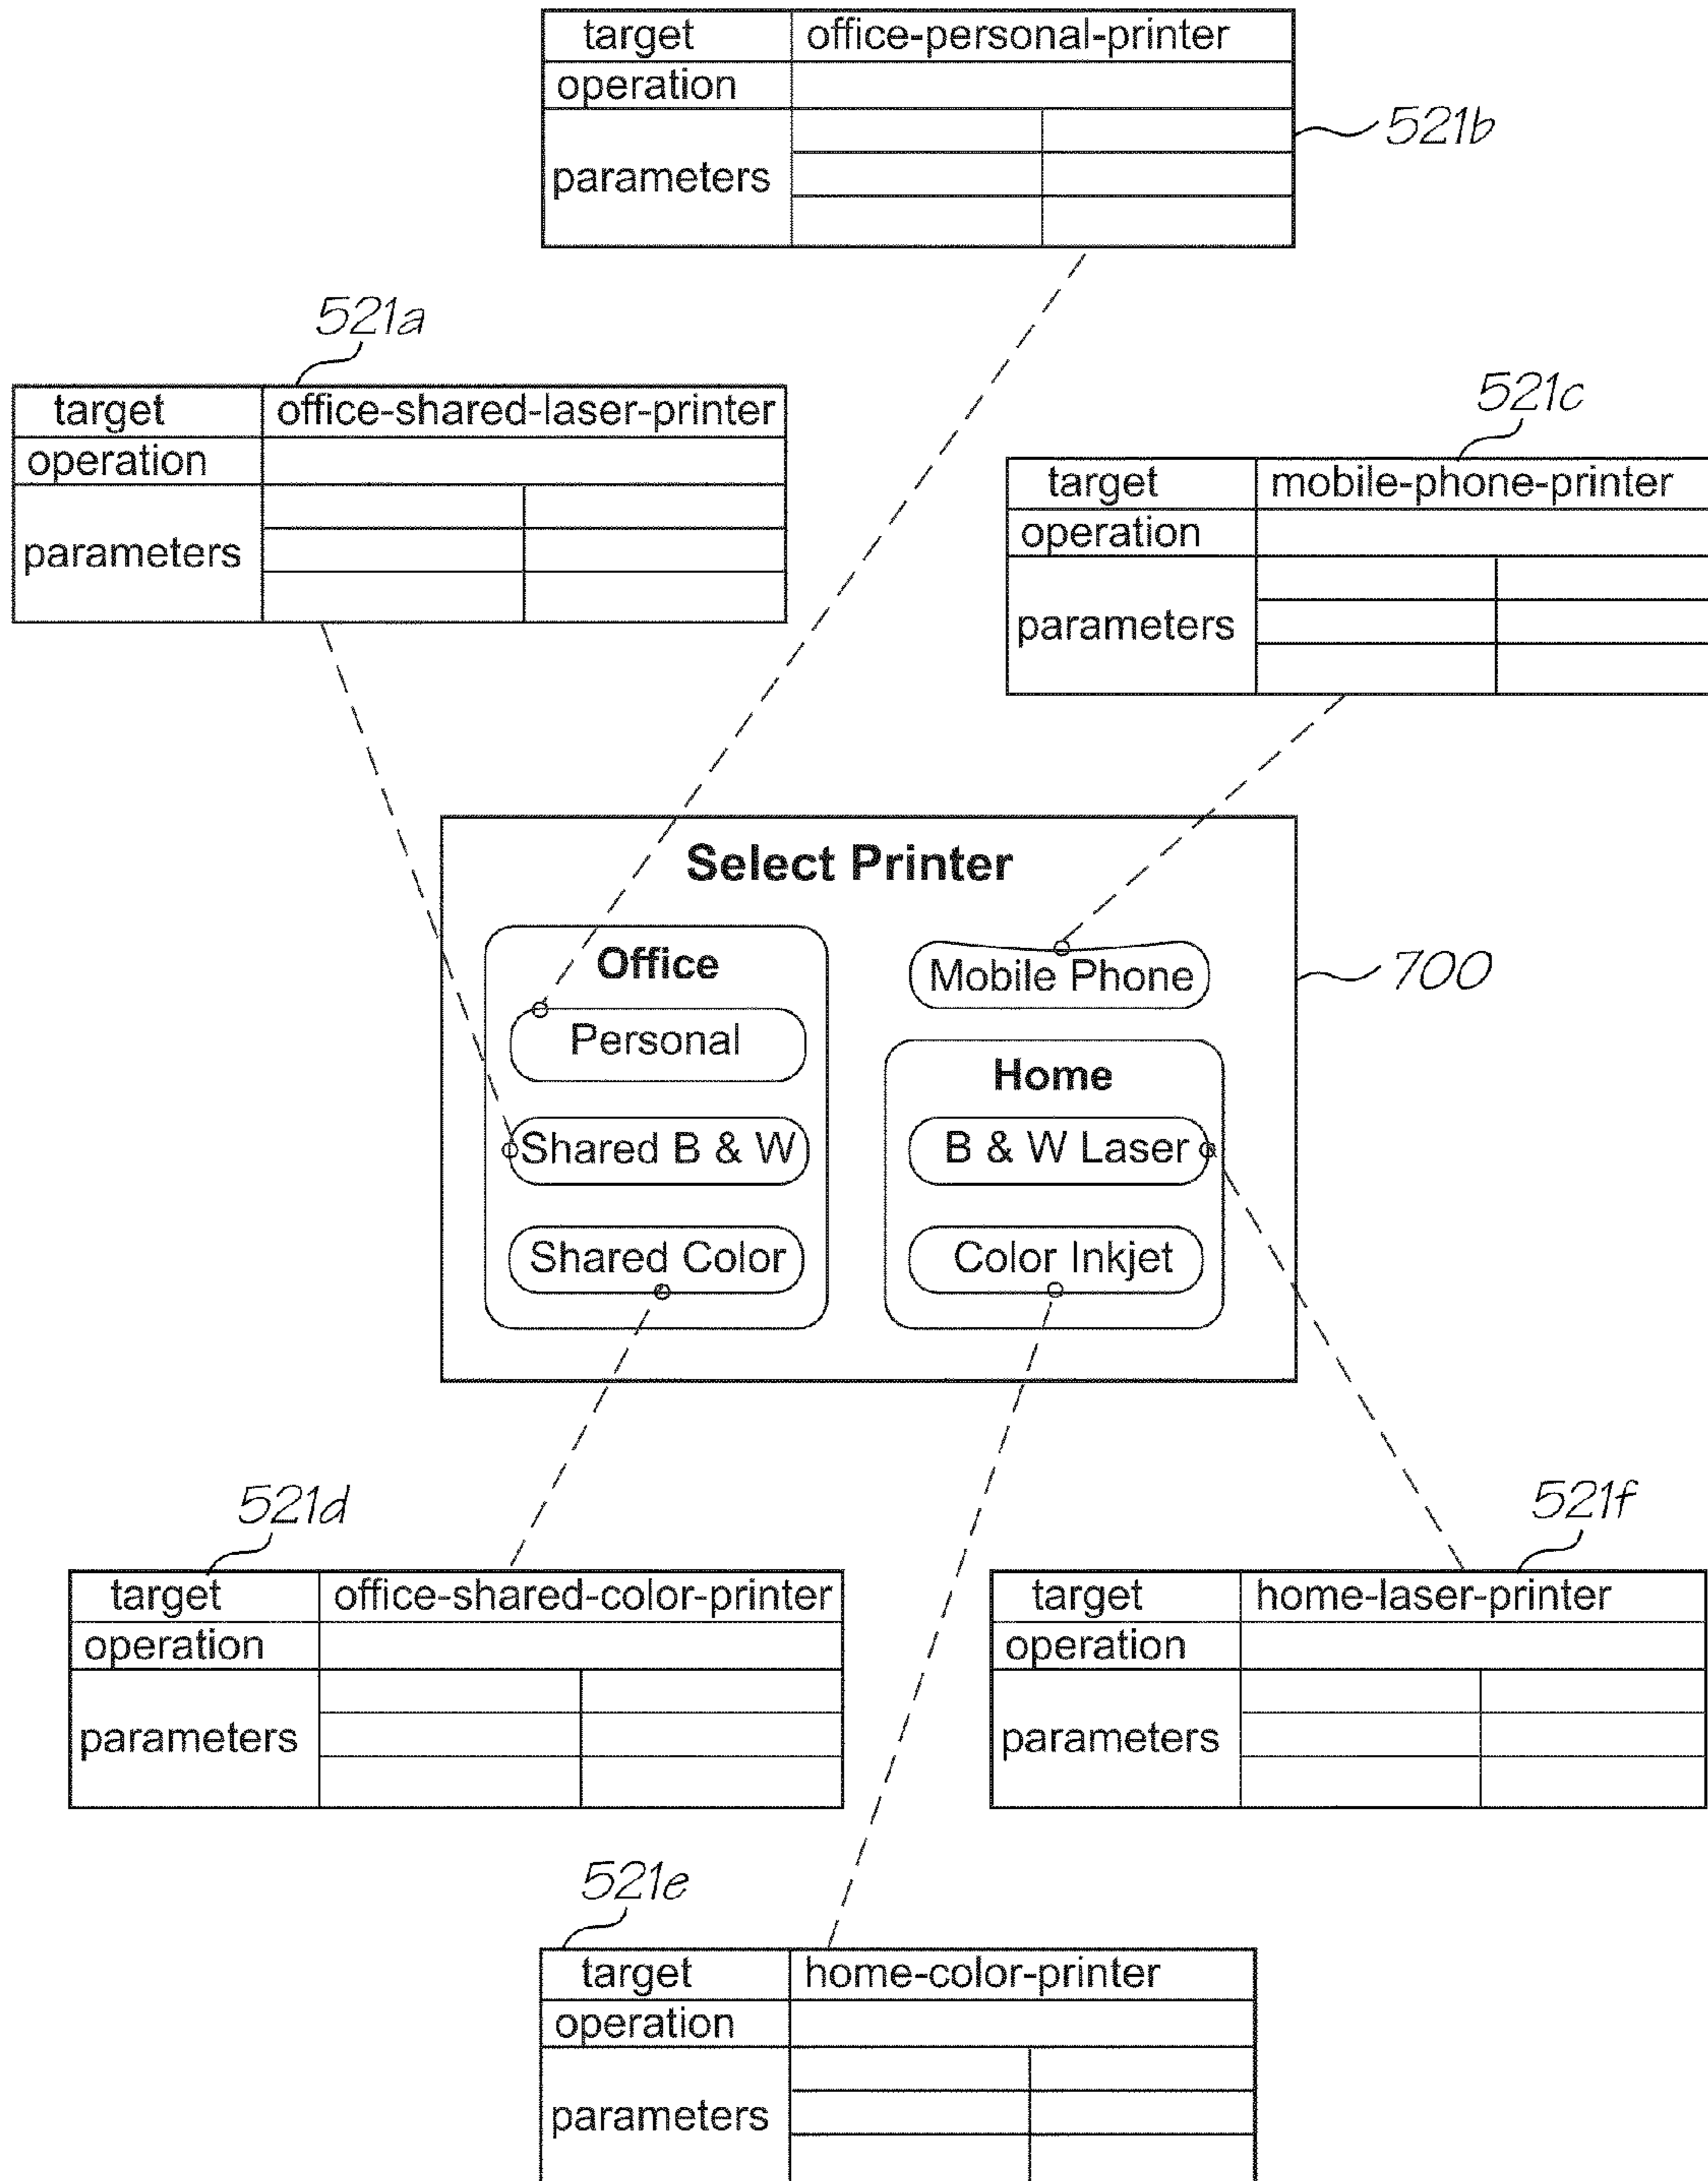 target office-personal-printer
operation
parameters
521b
521a
target office-shared-laser-printer
operation
parameters
521c
target mobile-phone-printer
operation
parameters
Select Printer
Office
Personal
Shared B & W
Shared Color
Mobile Phone
700
Home
B & W Laser
Color Inkjet
521d
target office-shared-color-printer
operation
parameters
521f
target home-laser-printer
operation
parameters
521e
target home-color-printer
operation
parameters